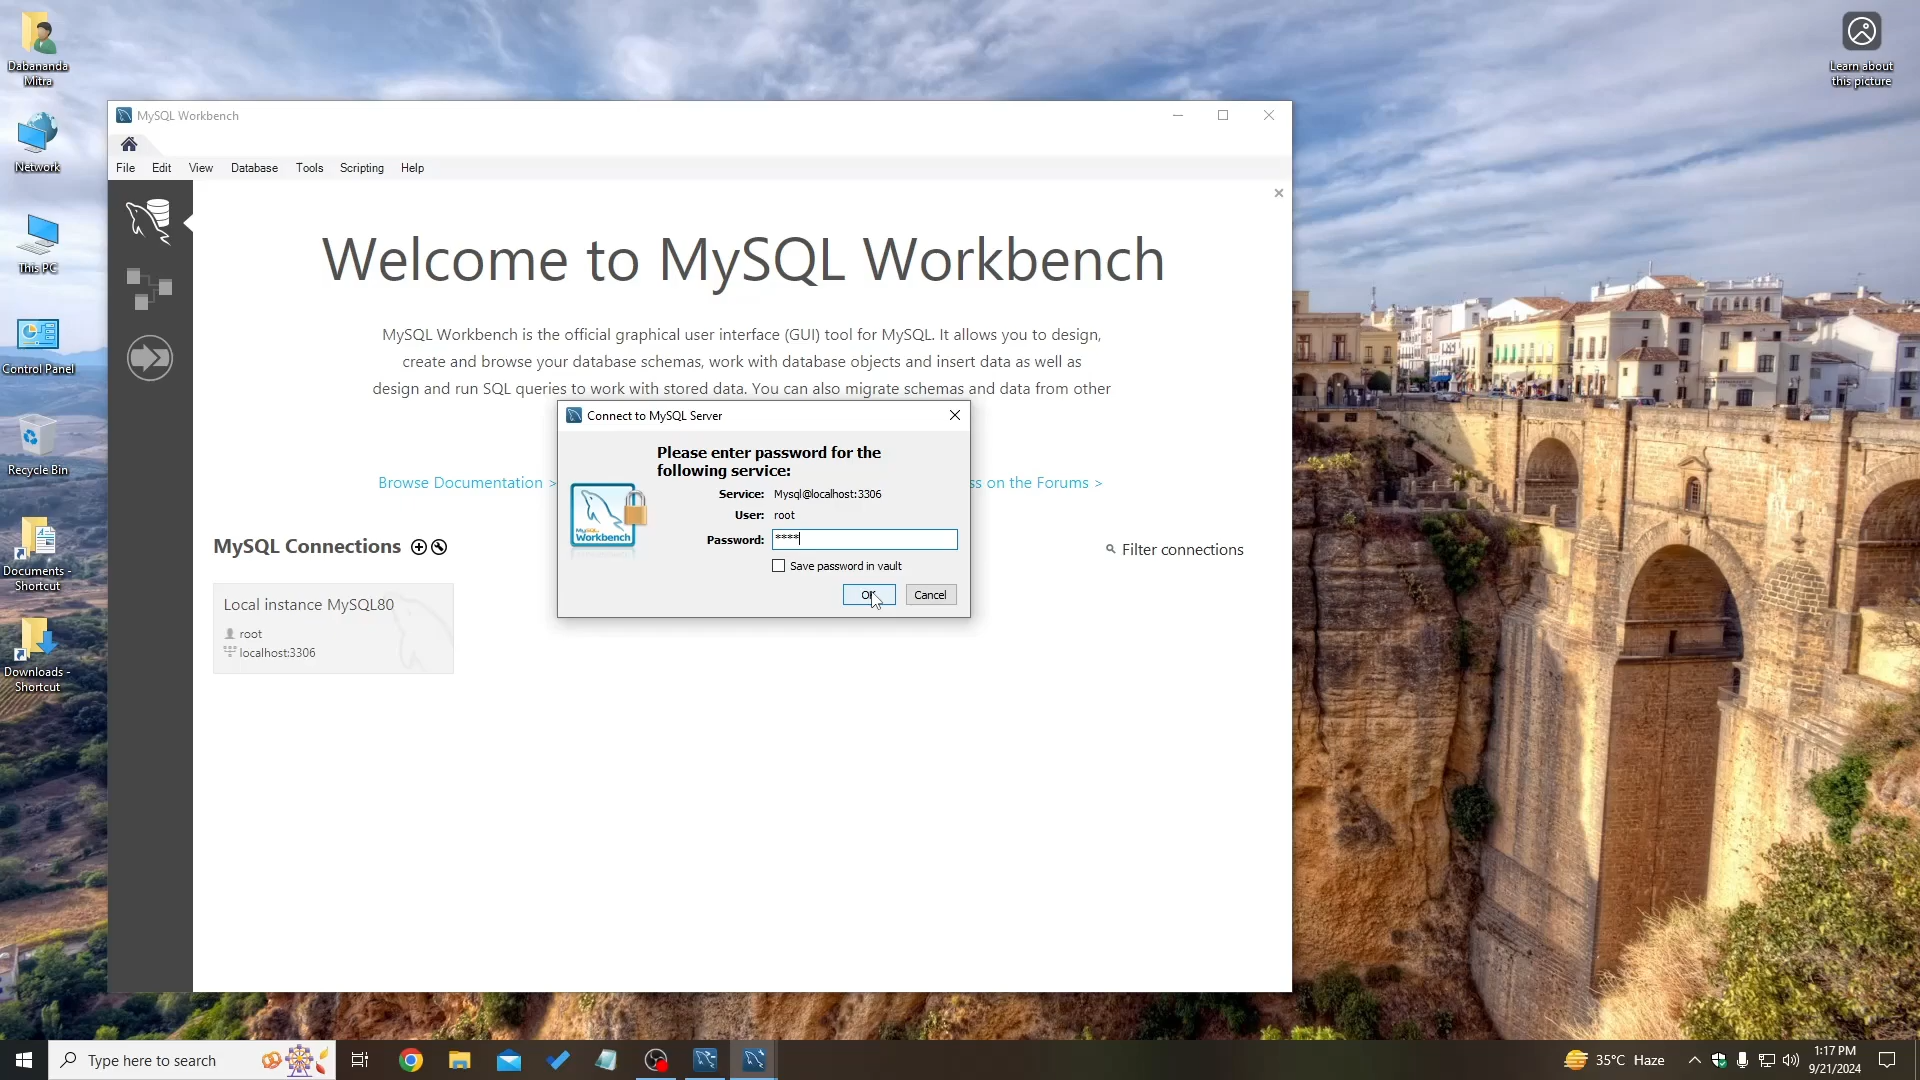 Dabananda
Mitra
Network
This PC
Control Panel
Recycle Bin
Documents -
Shortcut
Downloads -
Shortcut
Learn about
this picture
MySQL Workbench
File Edit View Database Tools Scripting Help
Welcome to MySQL Workbench
MySQL Workbench is the official graphical user interface (GUI) tool for MySQL. It allows you to design,
create and browse your database schemas, work with database objects and insert data as well as
design and run SQL queries to work with stored data. You can also migrate schemas and data from other
Browse Documentation >
ss on the Forums >
MySQL Connections
Filter connections
Local instance MySQL80
root
localhost:3306
Connect to MySQL Server
Please enter password for the
following service:
Service: Mysql@localhost:3306
User: root
Password: ****
Save password in vault
OK Cancel
MySQL
Workbench
Type here to search
35°C Haze
1:17 PM
9/21/2024